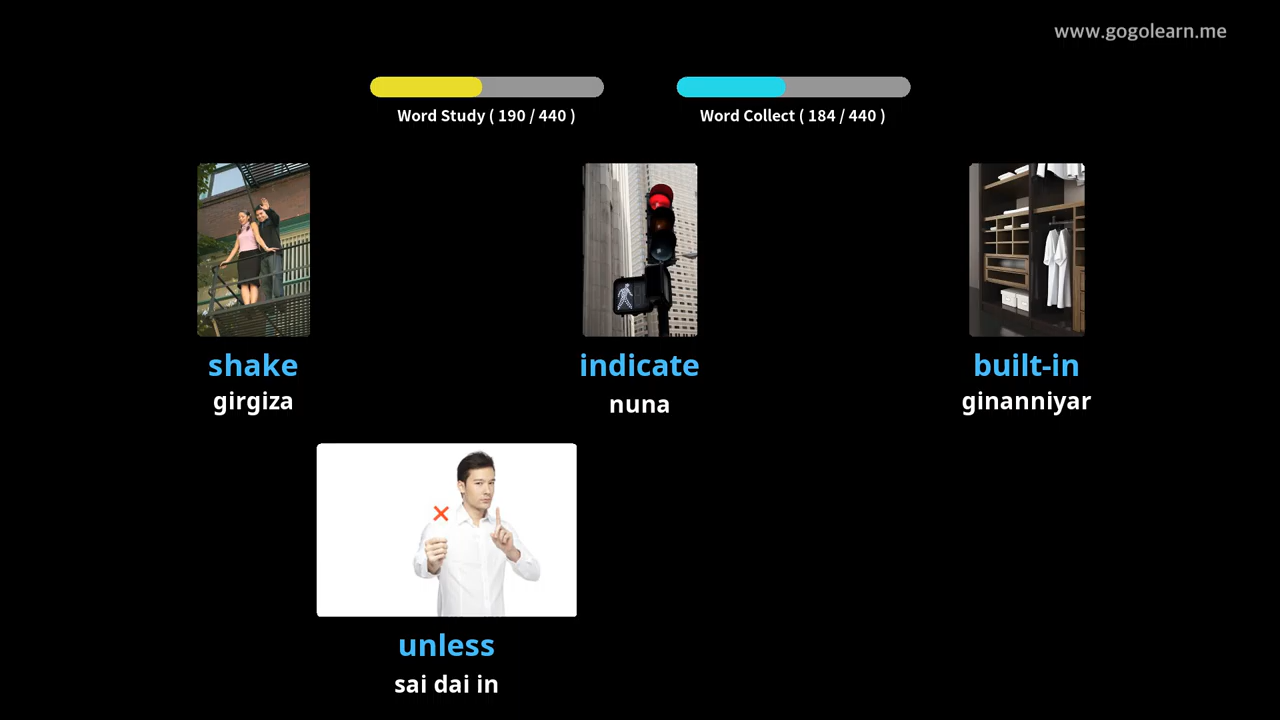 www.gogolearn.me
Word Study ( 190 / 440 )
Word Collect ( 184 / 440 )
shake
girgiza
indicate
nuna
built-in
ginanniyar
unless
sai dai in